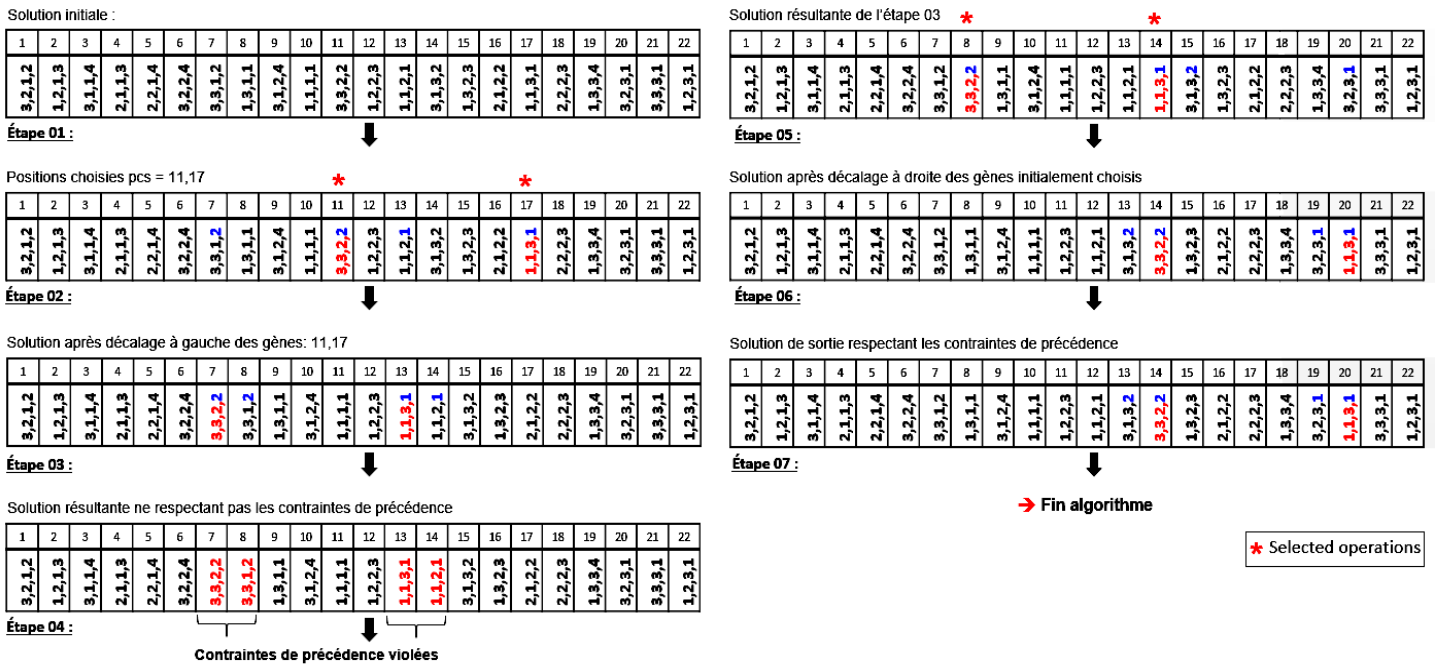 Solution initiale :
1 2 3 4 5 6 7 8 9 10 11 12 13 14 15 16 17 18 19 20 21 22
3,2,1,2 1,2,1,3 3,1,1,4 2,1,1,3 2,2,1,4 3,2,2,4 3,3,1,2 1,3,1,1 3,1,2,4 1,1,1,1 3,3,2,2 1,2,2,3 1,1,2,1 3,1,3,2 1,3,2,3 2,1,2,2 1,1,3,1 2,2,2,3 1,3,3,4 3,2,3,1 3,3,3,1 1,2,3,1
Étape 01 :
Positions choisies pcs = 11,17 * *
1 2 3 4 5 6 7 8 9 10 11 12 13 14 15 16 17 18 19 20 21 22
3,2,1,2 1,2,1,3 3,1,1,4 2,1,1,3 2,2,1,4 3,2,2,4 3,3,1,2 1,3,1,1 3,1,2,4 1,1,1,1 3,3,2,2 1,2,2,3 1,1,2,1 3,1,3,2 1,3,2,3 2,1,2,2 1,1,3,1 2,2,2,3 1,3,3,4 3,2,3,1 3,3,3,1 1,2,3,1
Étape 02 :
Solution après décalage à gauche des gènes: 11,17
1 2 3 4 5 6 7 8 9 10 11 12 13 14 15 16 17 18 19 20 21 22
3,2,1,2 1,2,1,3 3,1,1,4 2,1,1,3 2,2,1,4 3,2,2,4 3,3,2,2 3,3,1,2 1,3,1,1 3,1,2,4 1,1,1,1 1,2,2,3 1,1,3,1 1,1,2,1 3,1,3,2 1,3,2,3 2,1,2,2 2,2,2,3 1,3,3,4 3,2,3,1 3,3,3,1 1,2,3,1
Étape 03 :
Solution résultante ne respectant pas les contraintes de précédence
1 2 3 4 5 6 7 8 9 10 11 12 13 14 15 16 17 18 19 20 21 22
3,2,1,2 1,2,1,3 3,1,1,4 2,1,1,3 2,2,1,4 3,2,2,4 3,3,2,2 3,3,1,2 1,3,1,1 3,1,2,4 1,1,1,1 1,2,2,3 1,1,3,1 1,1,2,1 3,1,3,2 1,3,2,3 2,1,2,2 2,2,2,3 1,3,3,4 3,2,3,1 3,3,3,1 1,2,3,1
Étape 04 :
Contraintes de précédence violées
Solution résultante de l'étape 03 * *
1 2 3 4 5 6 7 8 9 10 11 12 13 14 15 16 17 18 19 20 21 22
3,2,1,2 1,2,1,3 3,1,1,4 2,1,1,3 2,2,1,4 3,2,2,4 3,3,1,2 3,3,2,2 1,3,1,1 3,1,2,4 1,1,1,1 1,2,2,3 1,1,2,1 1,1,3,1 3,1,3,2 1,3,2,3 2,1,2,2 2,2,2,3 1,3,3,4 3,2,3,1 3,3,3,1 1,2,3,1
Étape 05 :
Solution après décalage à droite des gènes initialement choisis
1 2 3 4 5 6 7 8 9 10 11 12 13 14 15 16 17 18 19 20 21 22
3,2,1,2 1,2,1,3 3,1,1,4 2,1,1,3 2,2,1,4 3,2,2,4 3,3,1,2 1,3,1,1 3,1,2,4 1,1,1,1 1,2,2,3 1,1,2,1 3,1,3,2 3,3,2,2 1,3,2,3 2,1,2,2 2,2,2,3 1,3,3,4 3,2,3,1 1,1,3,1 3,3,3,1 1,2,3,1
Étape 06 :
Solution de sortie respectant les contraintes de précédence
1 2 3 4 5 6 7 8 9 10 11 12 13 14 15 16 17 18 19 20 21 22
3,2,1,2 1,2,1,3 3,1,1,4 2,1,1,3 2,2,1,4 3,2,2,4 3,3,1,2 1,3,1,1 3,1,2,4 1,1,1,1 1,2,2,3 1,1,2,1 3,1,3,2 3,3,2,2 1,3,2,3 2,1,2,2 2,2,2,3 1,3,3,4 3,2,3,1 1,1,3,1 3,3,3,1 1,2,3,1
Étape 07 :
➔ Fin algorithme
* Selected operations